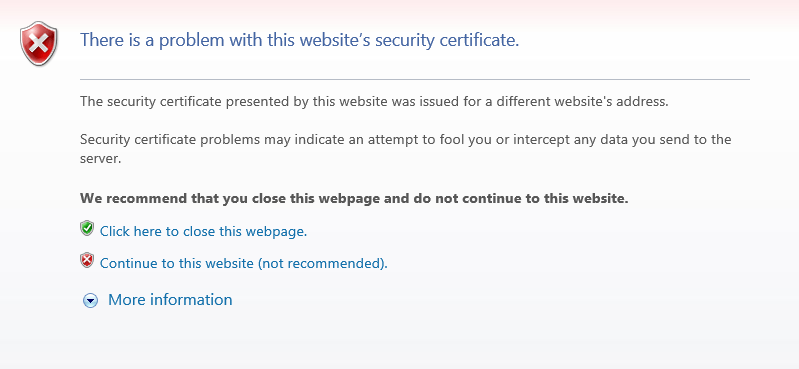 There is a problem with this website's security certificate.
The security certificate presented by this website was issued for a different website's address.
Security certificate problems may indicate an attempt to fool you or intercept any data you send to the
server.
We recommend that you close this webpage and do not continue to this website.
Click here to close this webpage.
Continue to this website (not recommended).
More information